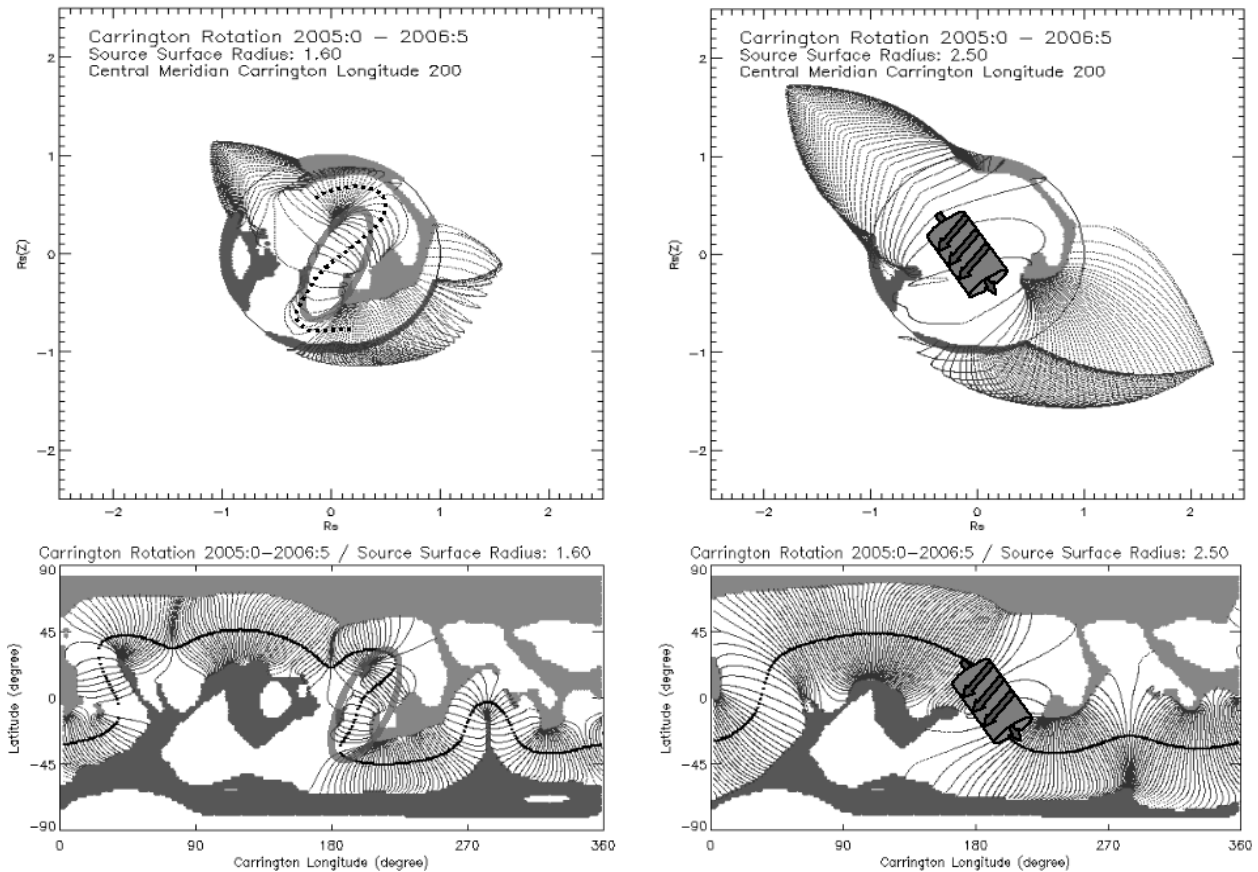 Carrington Rotation 2005:0 – 2006:5
Source Surface Radius: 1.60
Central Meridian Carrington Longitude 200
2
1
0
−1
−2
Rs(Z)
−2 −1 0 1 2
Rs
Carrington Rotation 2005:0 – 2006:5
Source Surface Radius: 2.50
Central Meridian Carrington Longitude 200
2
1
0
−1
−2
Rs(Z)
−2 −1 0 1 2
Rs
Carrington Rotation 2005:0−2006:5 / Source Surface Radius: 1.60
90
45
0
−45
−90
Latitude (degree)
0 90 180 270 360
Carrington Longitude (degree)
Carrington Rotation 2005:0−2006:5 / Source Surface Radius: 2.50
90
45
0
−45
−90
Latitude (degree)
0 90 180 270 360
Carrington Longitude (degree)